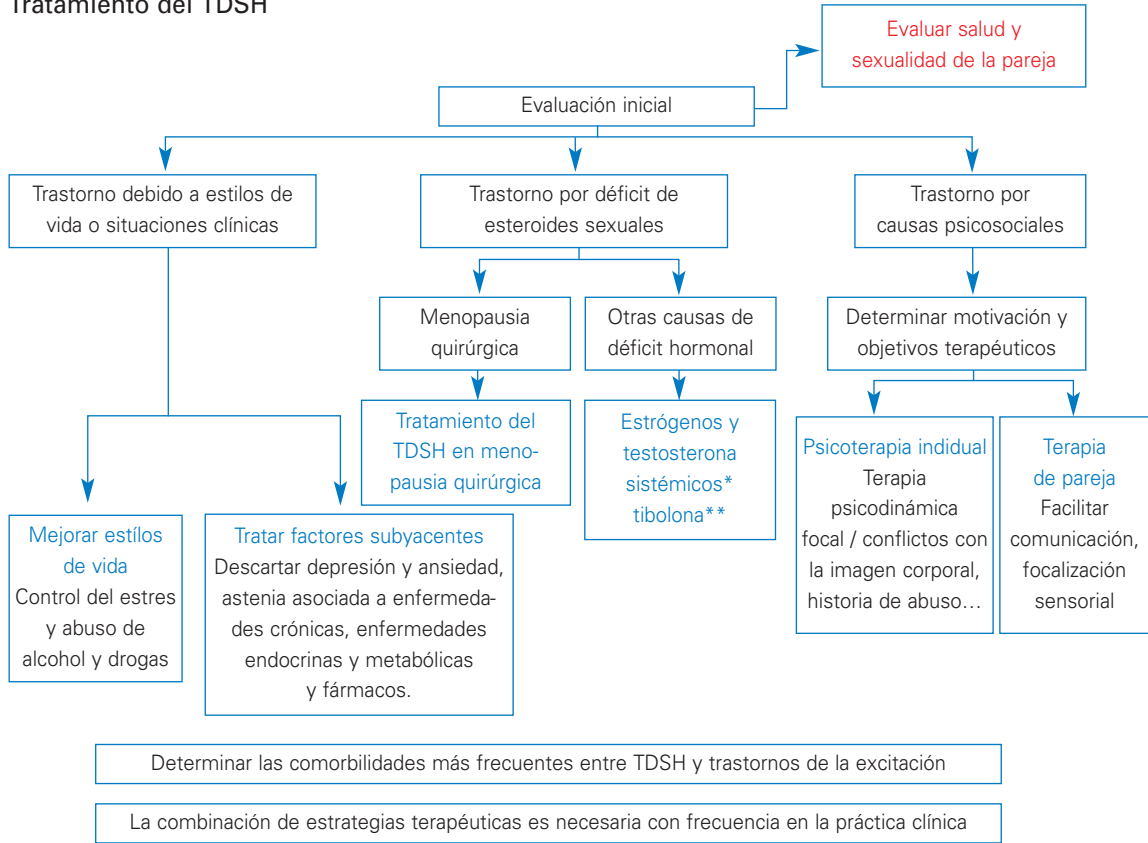 Tratamiento del TDSH
Evaluar salud y
sexualidad de la pareja
Evaluación inicial
Trastorno debido a estilos de
vida o situaciones clínicas
Trastorno por déficit de
esteroides sexuales
Trastorno por
causas psicosociales
Menopausia
quirúrgica
Otras causas de
déficit hormonal
Determinar motivación y
objetivos terapéuticos
Tratamiento del
TDSH en meno-
pausia quirúrgica
Estrógenos y
testosterona
sistémicos*
tibolona**
Psicoterapia indidual
Terapia
psicodinámica
focal / conflictos con
la imagen corporal,
historia de abuso…
Terapia
de pareja
Facilitar
comunicación,
focalización
sensorial
Mejorar estílos
de vida
Control del estres
y abuso de
alcohol y drogas
Tratar factores subyacentes
Descartar depresión y ansiedad,
astenia asociada a enfermeda-
des crónicas, enfermedades
endocrinas y metabólicas
y fármacos.
Determinar las comorbilidades más frecuentes entre TDSH y trastornos de la excitación
La combinación de estrategias terapéuticas es necesaria con frecuencia en la práctica clínica